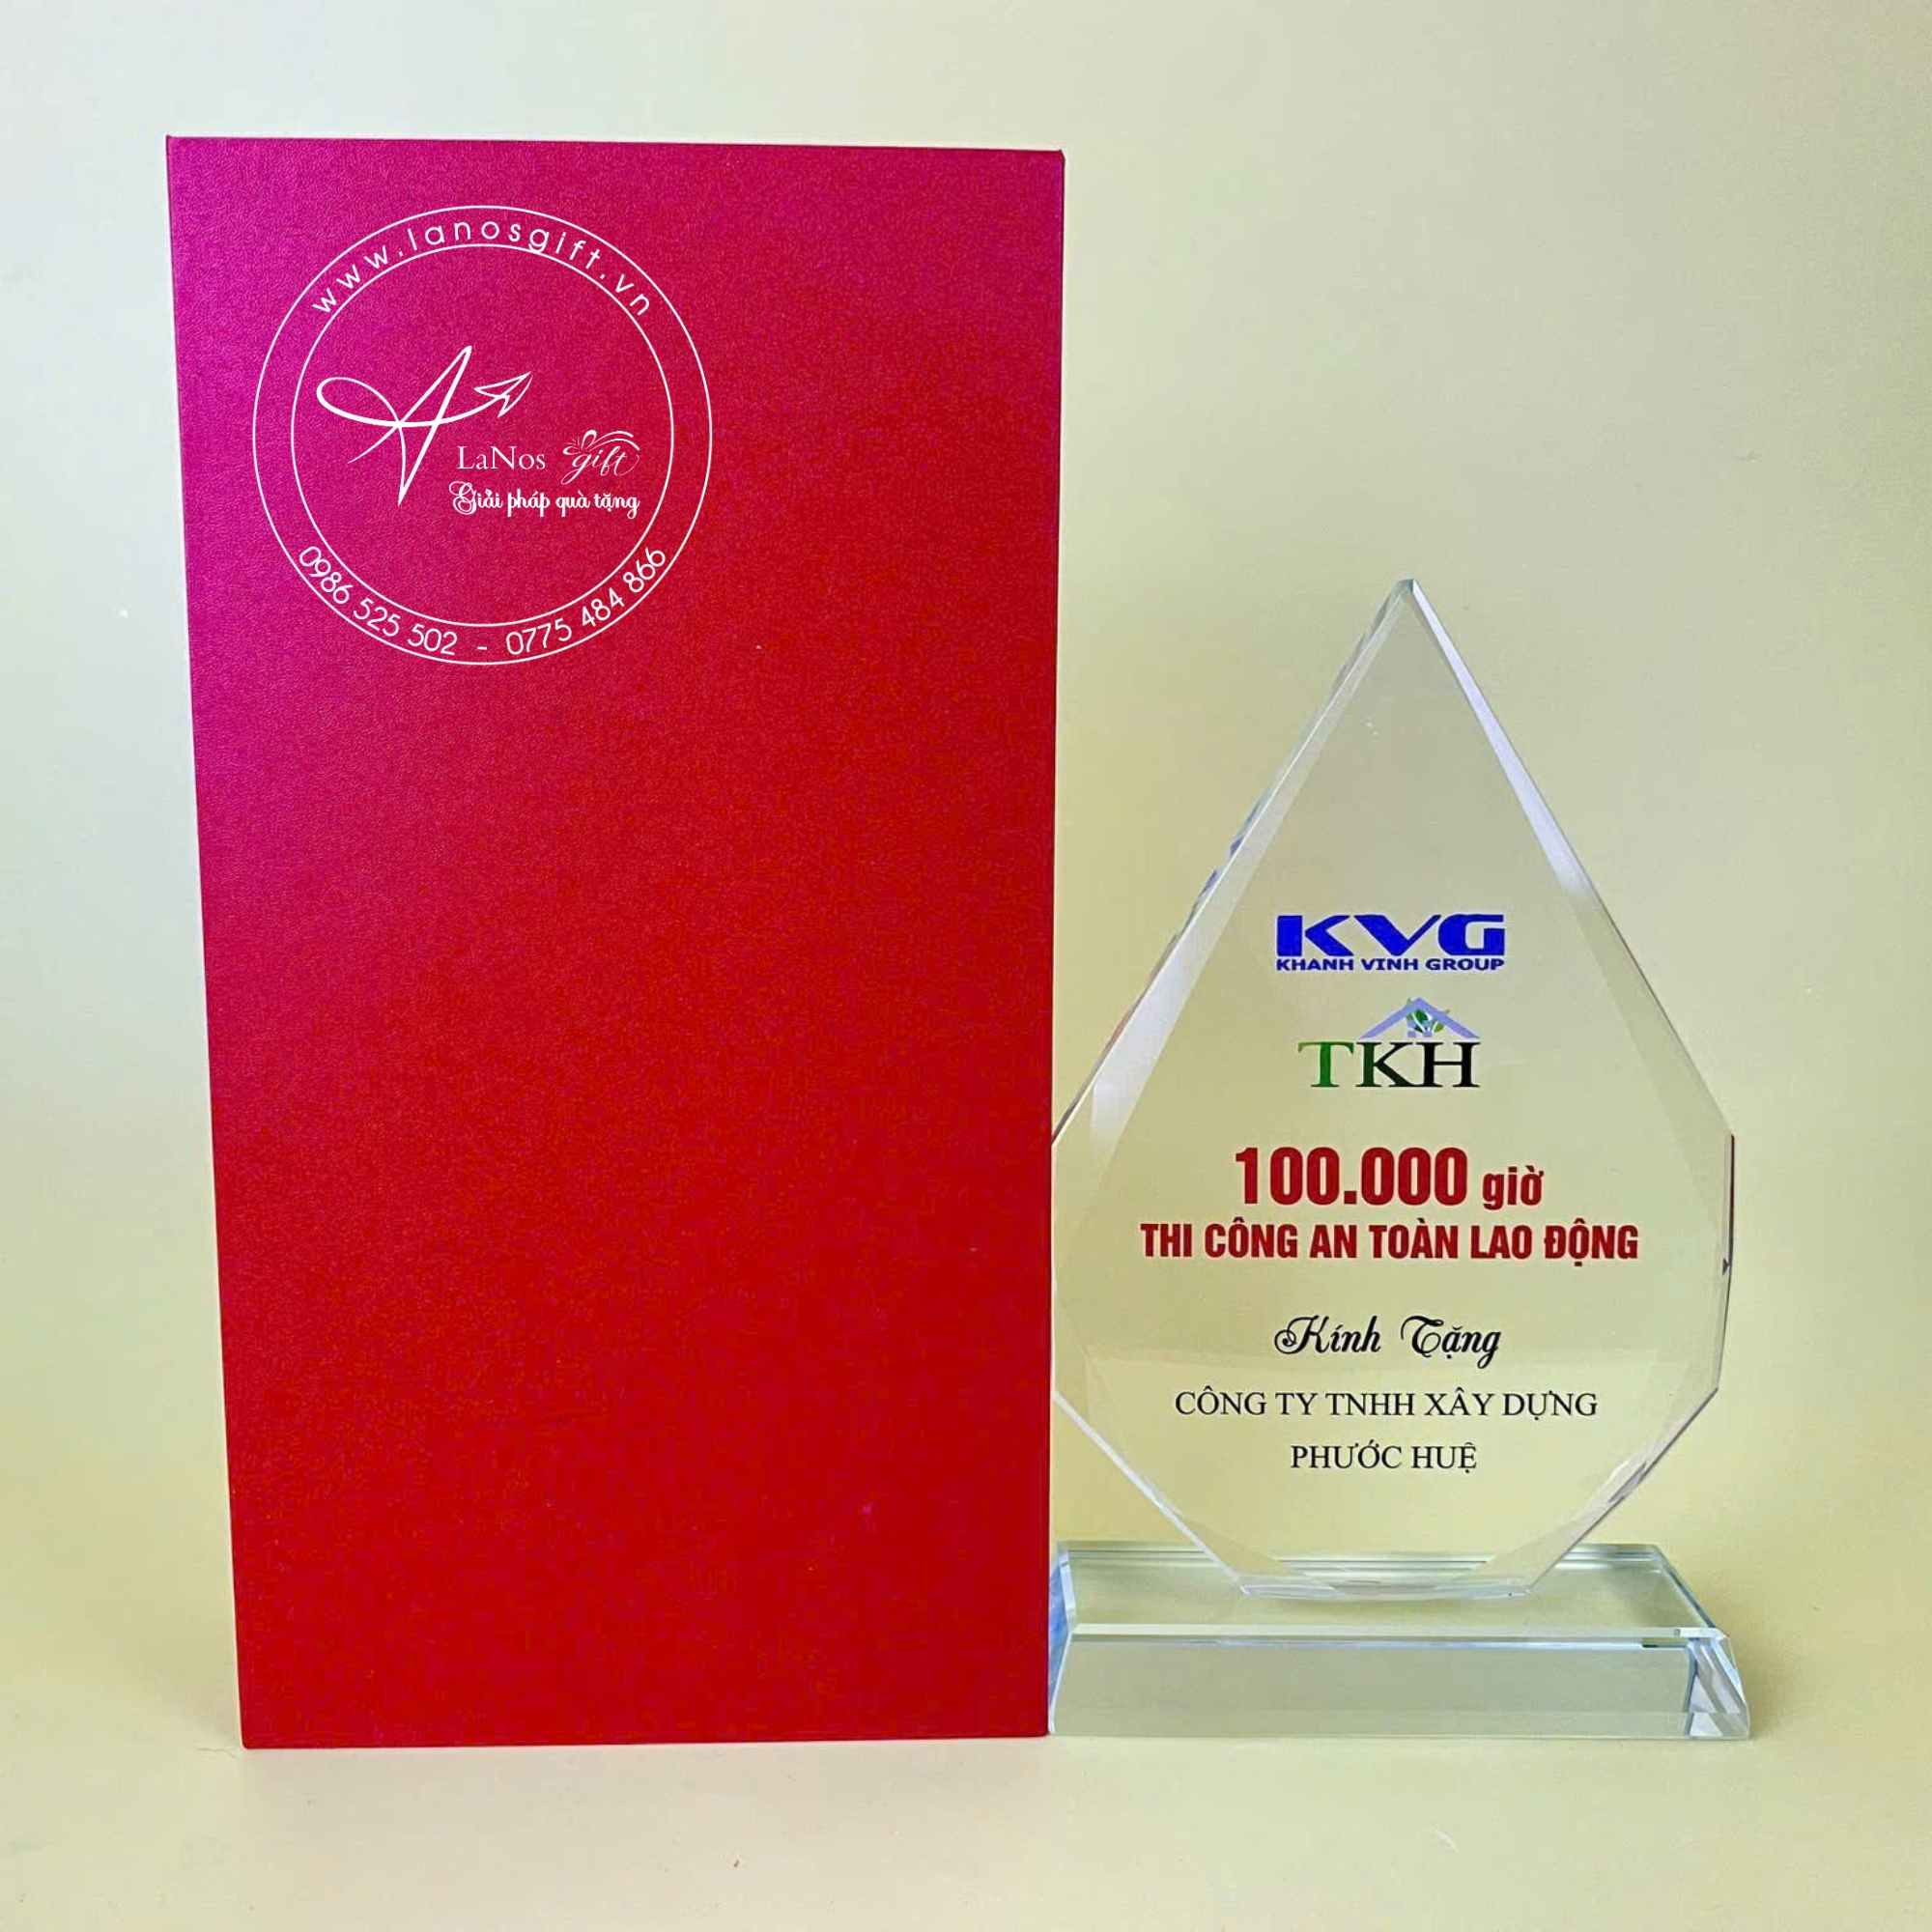 www.lanosgift.vn
LaNos gift
Giải pháp quà tặng
0986 525 502 - 0775 484 866
KVG
KHANH VINH GROUP
TKH
100.000 giờ
THI CÔNG AN TOÀN LAO ĐỘNG
Kính Tặng
CÔNG TY TNHH XÂY DỰNG
PHƯỚC HUỆ